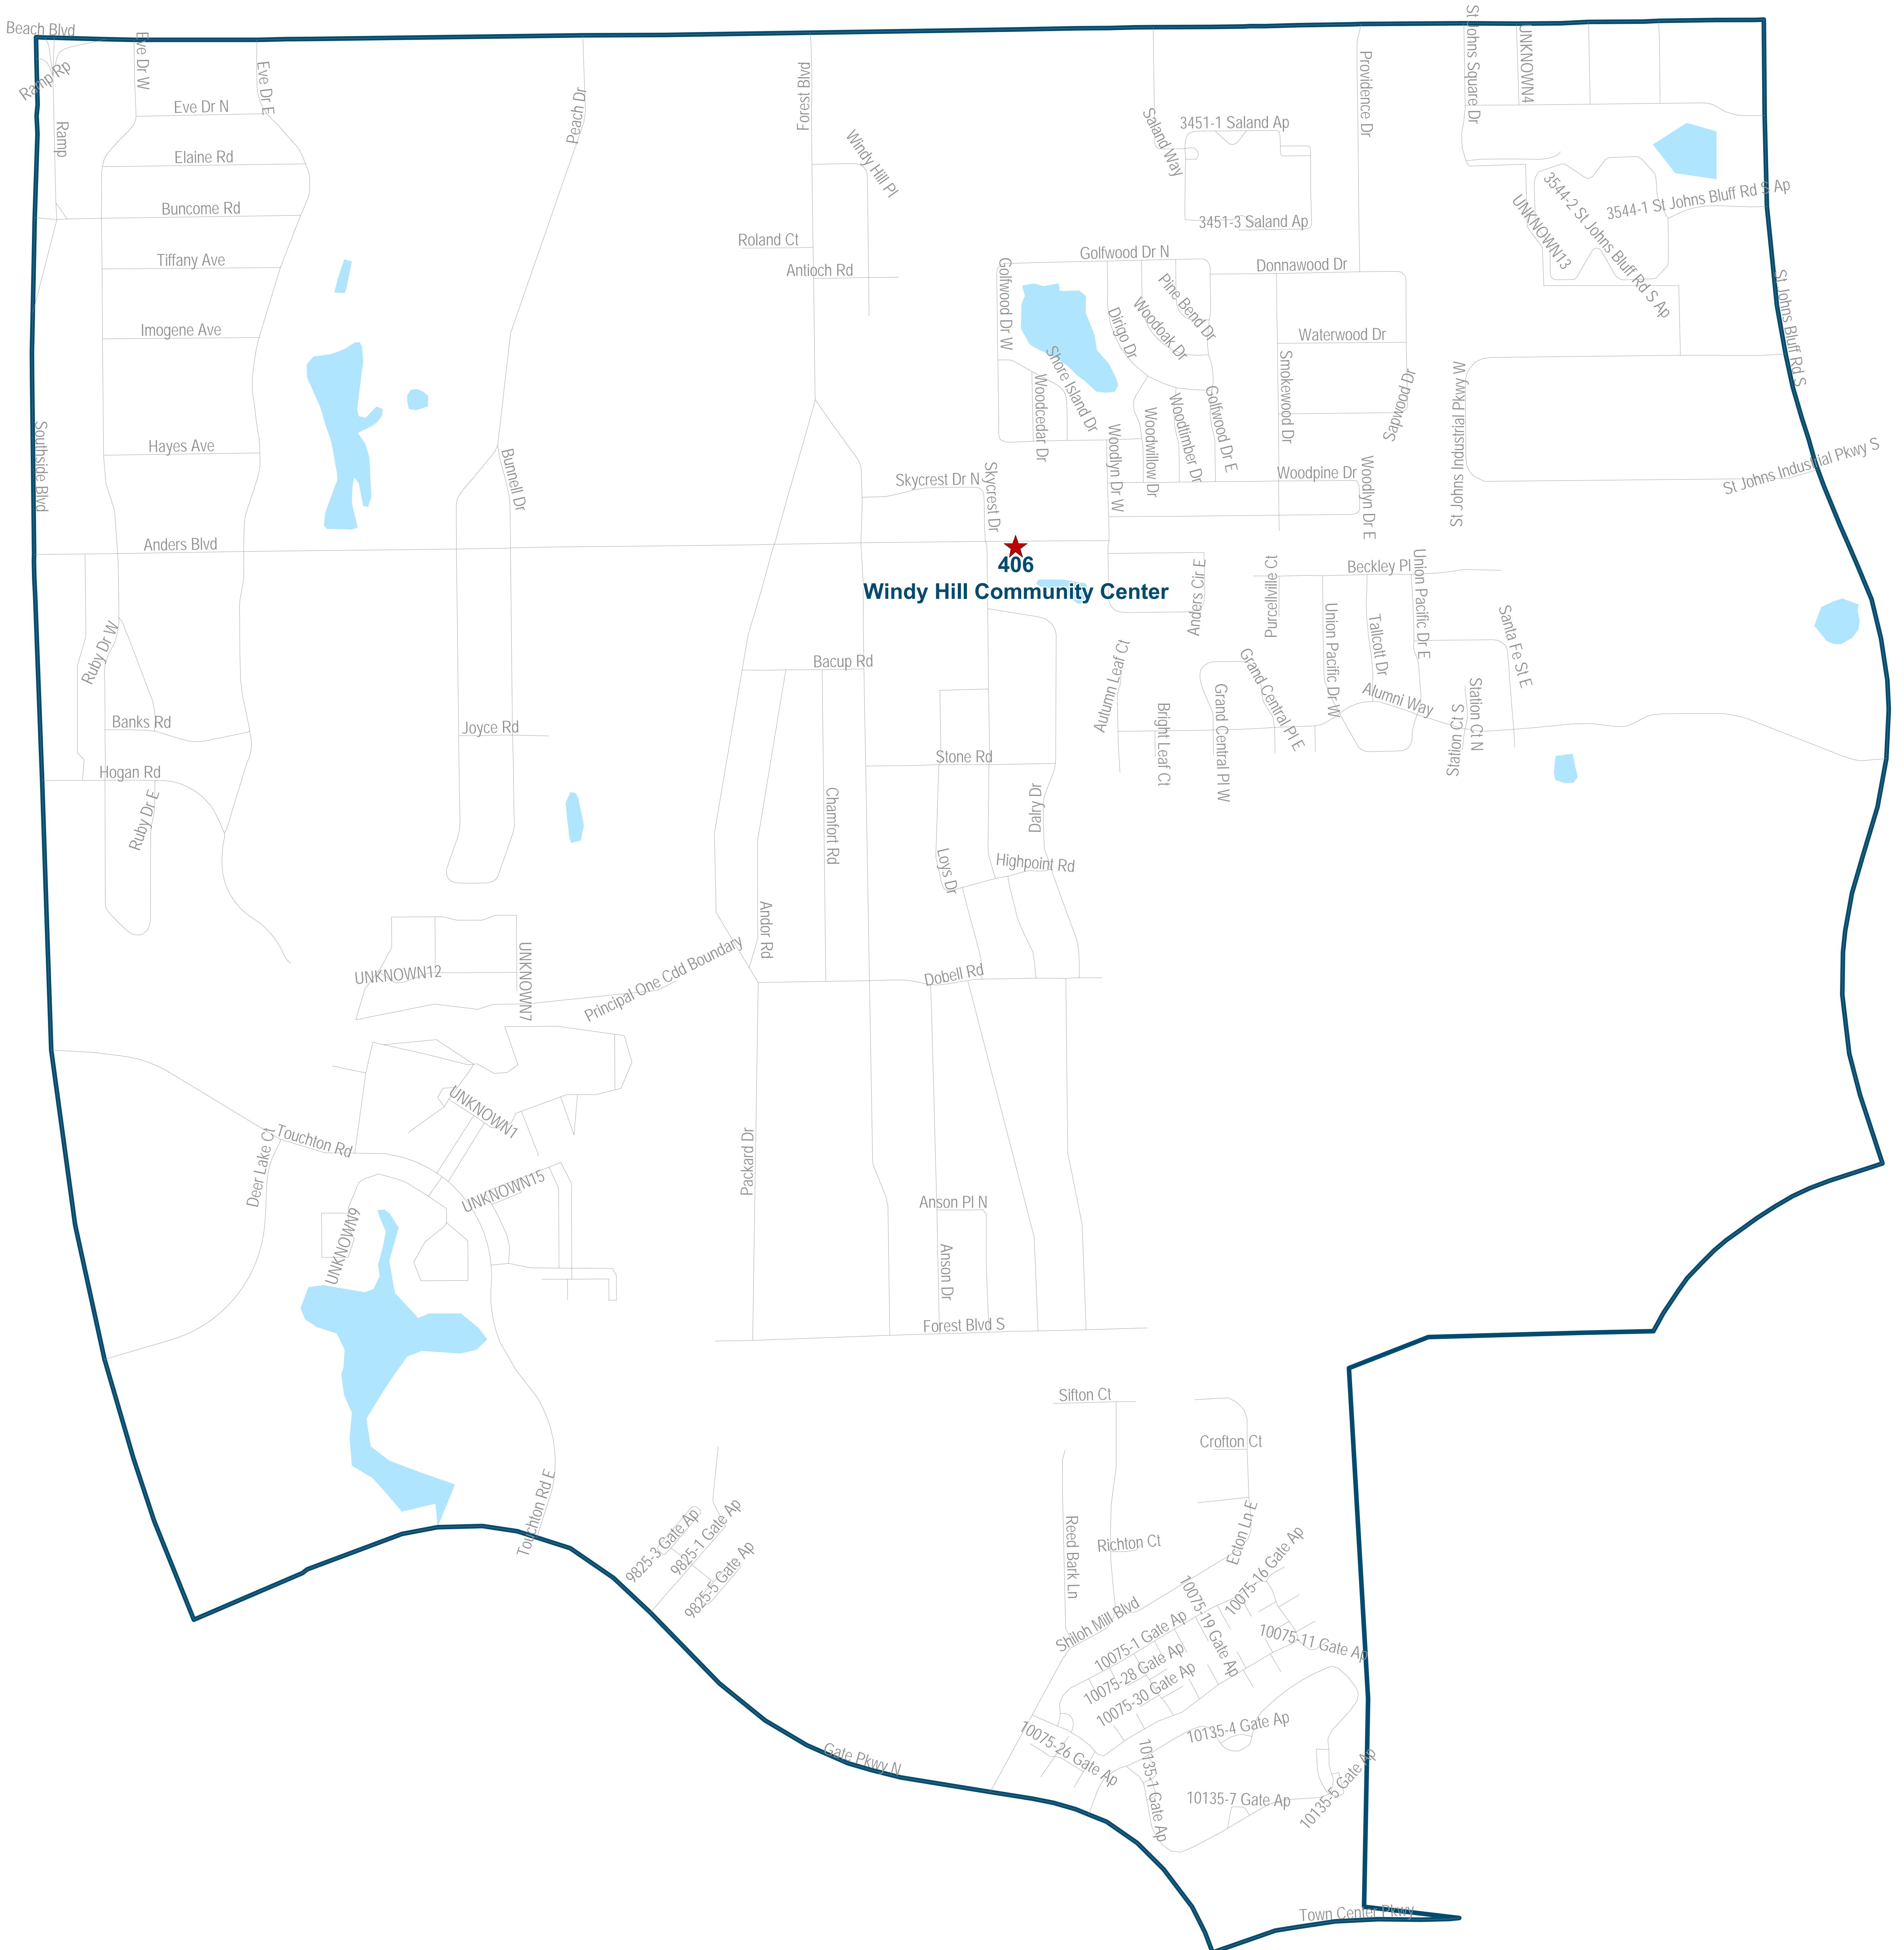 Beach Blvd
Ramp Rp
Ramp
Eve Dr W
Eve Dr E
Eve Dr N
Elaine Rd
Buncome Rd
Tiffany Ave
Imogene Ave
Hayes Ave
Southside Blvd
Anders Blvd
Peach Dr
Bunnell Dr
Forest Blvd
Windy Hill Pl
Roland Ct
Antioch Rd
Saland Way
3451-1 Saland Ap
3451-3 Saland Ap
Providence Dr
St Johns Square Dr
UNKNOWN4
3544-2 St Johns Bluff Rd S Ap
3544-1 St Johns Bluff Rd S Ap
UNKNOWN13
St Johns Bluff Rd S
Golfwood Dr N
Golfwood Dr W
Donnawood Dr
Pine Bend Dr
Woodoak Dr
Dirigo Dr
Waterwood Dr
Shore Island Dr
Woodcedar Dr
Smokewood Dr
Sapwood Dr
Golfwood Dr E
Woodtimber Dr
Woodwillow Dr
Woodlyn Dr W
Woodpine Dr
Woodlyn Dr E
St Johns Industrial Pkwy W
St Johns Industrial Pkwy S
Skycrest Dr N
Skycrest Dr
406
Windy Hill Community Center
Anders Cir E
Purcellville Ct
Beckley Pl
Union Pacific Dr E
Union Pacific Dr W
Tallcott Dr
Santa Fe St E
Autumn Leaf Ct
Bright Leaf Ct
Grand Central Pl W
Grand Central Pl E
Alumni Way
Station Ct S
Station Ct N
Ruby Dr W
Banks Rd
Hogan Rd
Ruby Dr E
Joyce Rd
Bacup Rd
Stone Rd
Chamfort Rd
Dalry Dr
Loys Dr
Highpoint Rd
Andor Rd
Dobell Rd
UNKNOWN12
UNKNOWN7
Principal One Cdd Boundary
UNKNOWN1
Touchton Rd
Deer Lake Ct
UNKNOWN15
UNKNOWN9
Packard Dr
Anson Pl N
Anson Dr
Forest Blvd S
Sifton Ct
Crofton Ct
Touchton Rd E
9825-3 Gate Ap
9825-1 Gate Ap
9825-5 Gate Ap
Reed Bark Ln
Richton Ct
Ecton Ln E
Shiloh Mill Blvd
10075-16 Gate Ap
10075-19 Gate Ap
10075-1 Gate Ap
10075-28 Gate Ap
10075-30 Gate Ap
10075-11 Gate Ap
10075-26 Gate Ap
10135-4 Gate Ap
10135-1 Gate Ap
10135-7 Gate Ap
10135-5 Gate Ap
Gate Pkwy N
Town Center Pkwy